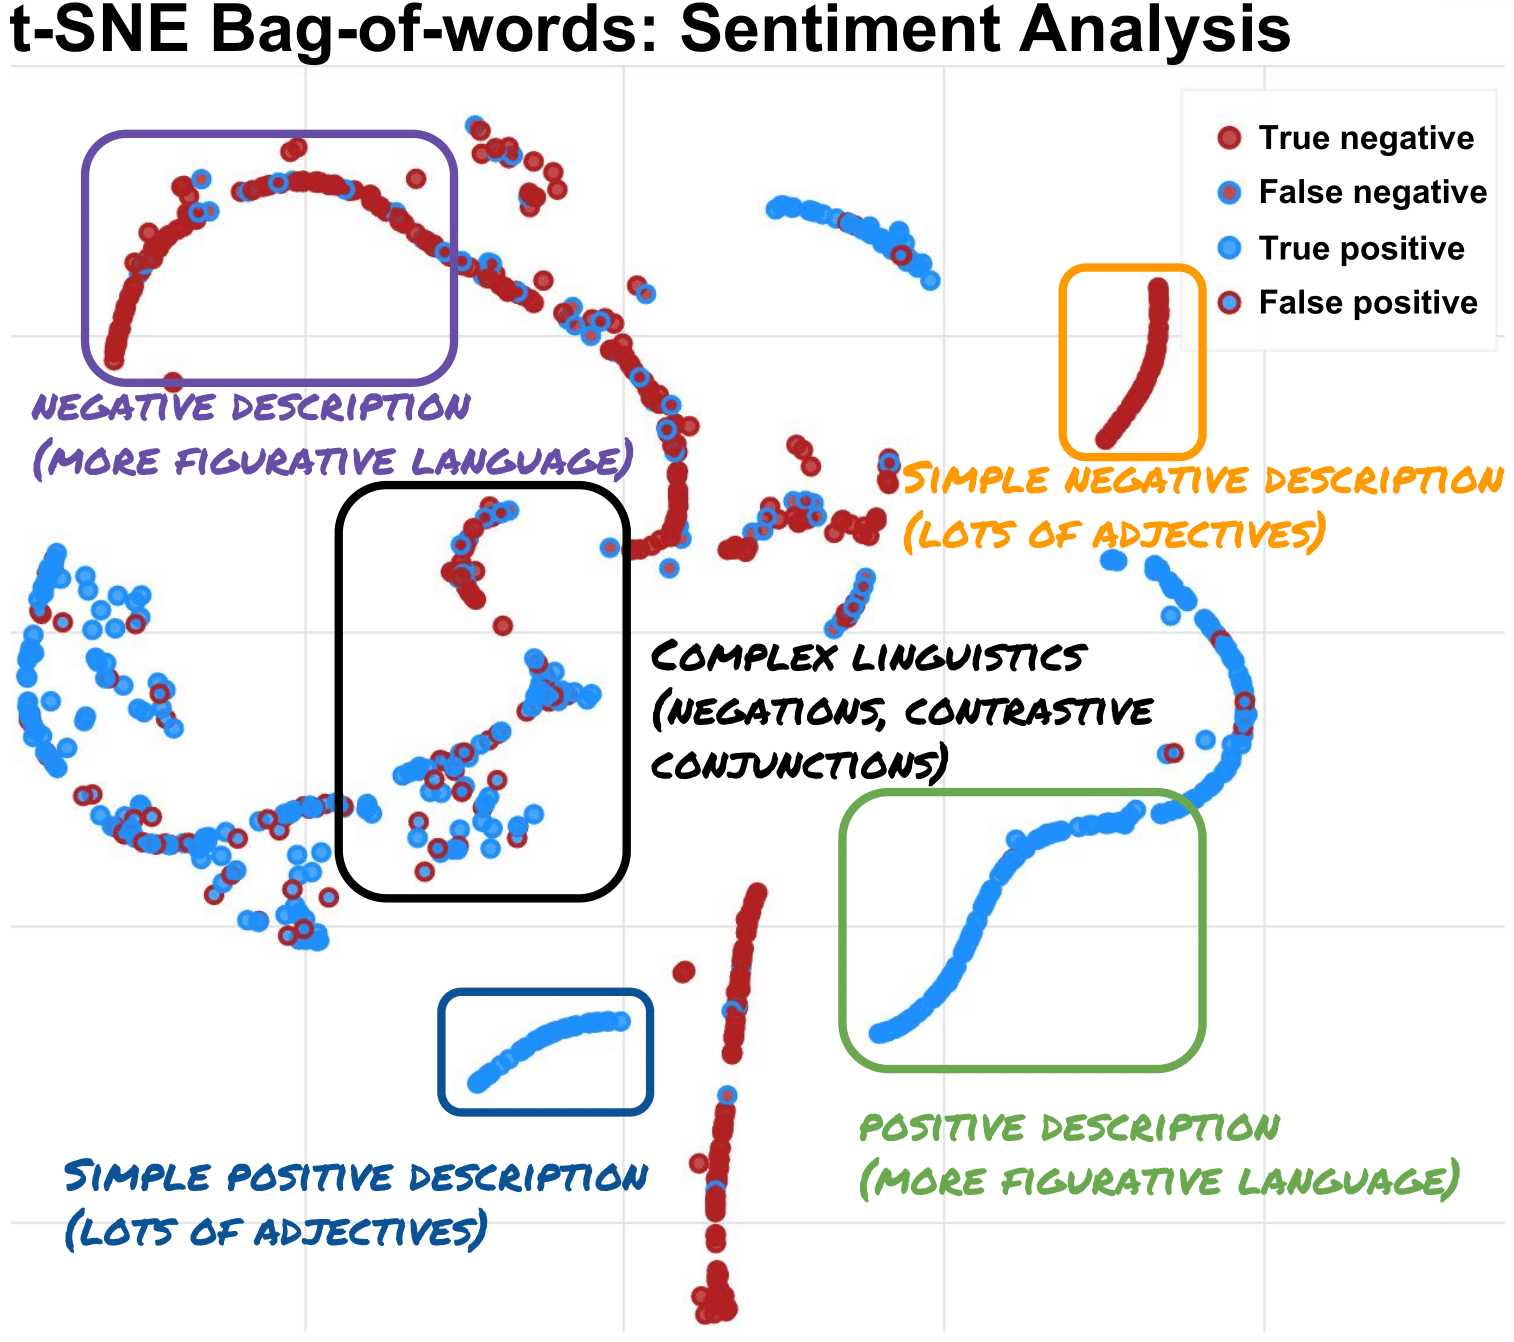 t-SNE Bag-of-words: Sentiment Analysis
True negative
False negative
True positive
False positive
NEGATIVE DESCRIPTION
(MORE FIGURATIVE LANGUAGE)
SIMPLE NEGATIVE DESCRIPTION
(LOTS OF ADJECTIVES)
COMPLEX LINGUISTICS
(NEGATIONS, CONTRASTIVE
CONJUNCTIONS)
POSITIVE DESCRIPTION
(MORE FIGURATIVE LANGUAGE)
SIMPLE POSITIVE DESCRIPTION
(LOTS OF ADJECTIVES)